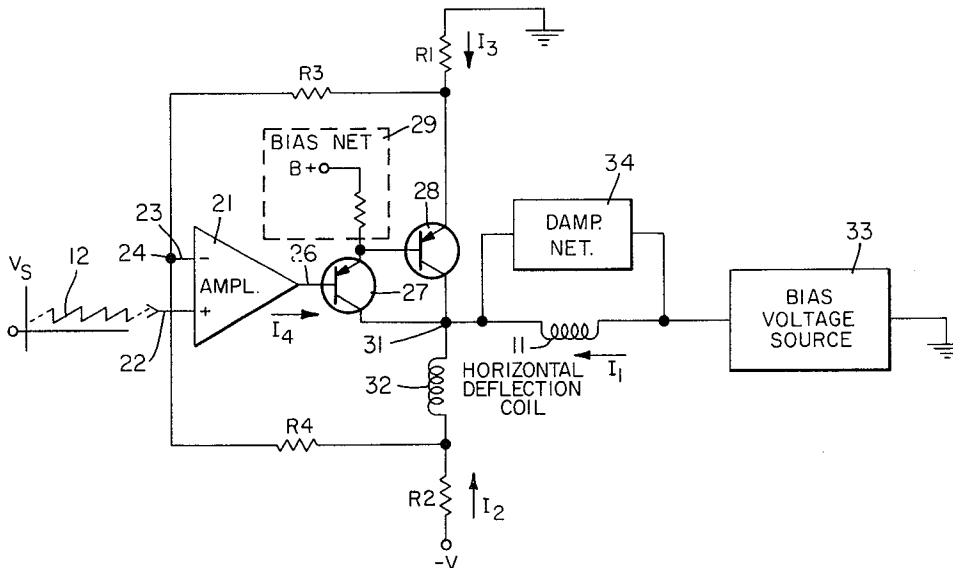 R1
I3
R3
29
BIAS NET
B+
34
28
DAMP.
NET.
33
21
23
24
-
26
VS
12
AMPL.
27
BIAS
VOLTAGE
SOURCE
+
I4
22
31
11
I1
32
HORIZONTAL
DEFLECTION
COIL
R4
R2
I2
-V